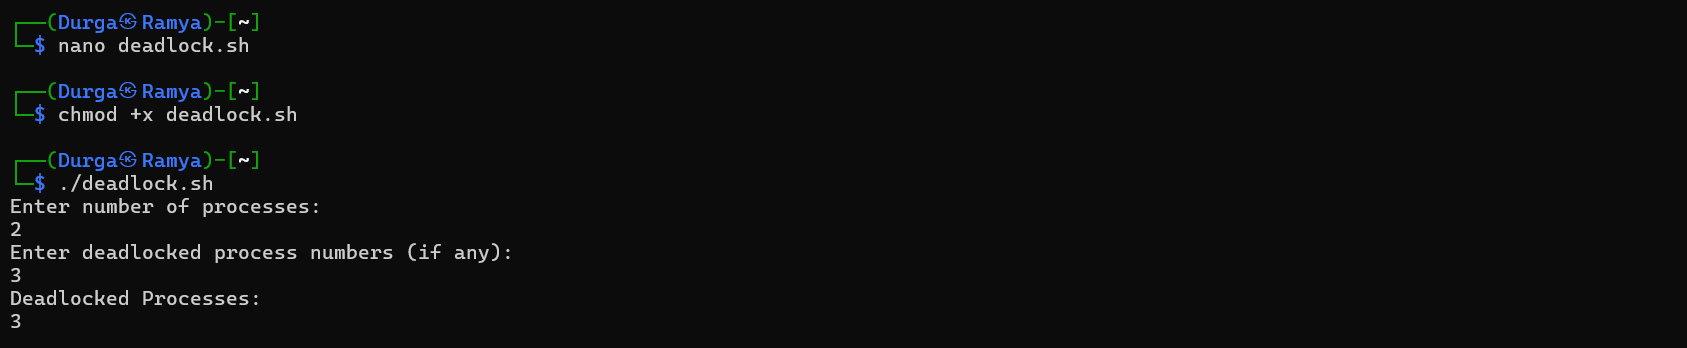 ┌──(Durga㉿Ramya)-[~]
└─$ nano deadlock.sh
┌──(Durga㉿Ramya)-[~]
└─$ chmod +x deadlock.sh
┌──(Durga㉿Ramya)-[~]
└─$ ./deadlock.sh
Enter number of processes:
2
Enter deadlocked process numbers (if any):
3
Deadlocked Processes:
3